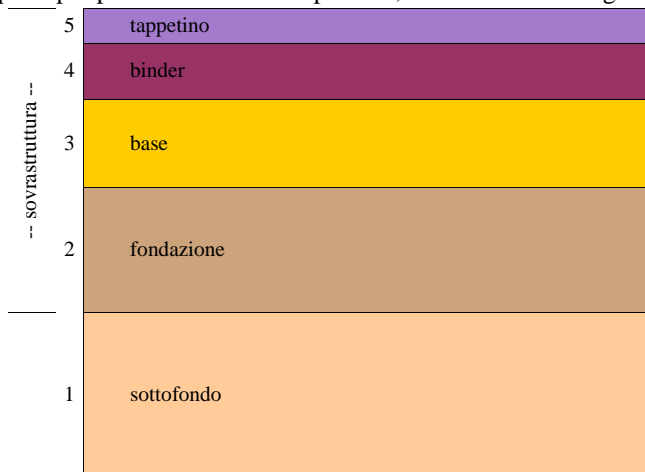 5 tappetino
4 binder
3 base
2 fondazione
1 sottofondo
-- sovrastruttura --